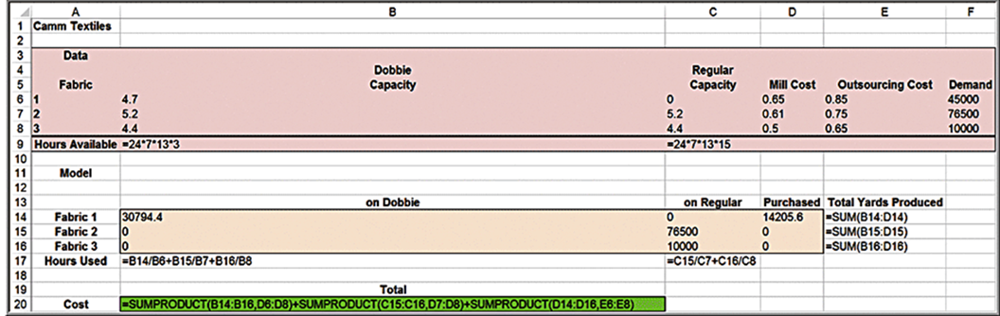 A B C D E F
1 Camm Textiles
2
3 Data
4 Dobbie Regular
5 Fabric Capacity Capacity Mill Cost Outsourcing Cost Demand
6 1 4.7 0 0.65 0.85 45000
7 2 5.2 5.2 0.61 0.75 76500
8 3 4.4 4.4 0.5 0.65 10000
9 Hours Available =24*7*13*3 =24*7*13*15
10
11 Model
12
13 on Dobbie on Regular Purchased Total Yards Produced
14 Fabric 1 30794.4 0 14205.6 =SUM(B14:D14)
15 Fabric 2 0 76500 0 =SUM(B15:D15)
16 Fabric 3 0 10000 0 =SUM(B16:D16)
17 Hours Used =B14/B6+B15/B7+B16/B8 =C15/C7+C16/C8
18
19 Total
20 Cost =SUMPRODUCT(B14:B16,D6:D8)+SUMPRODUCT(C15:C16,D7:D8)+SUMPRODUCT(D14:D16,E6:E8)